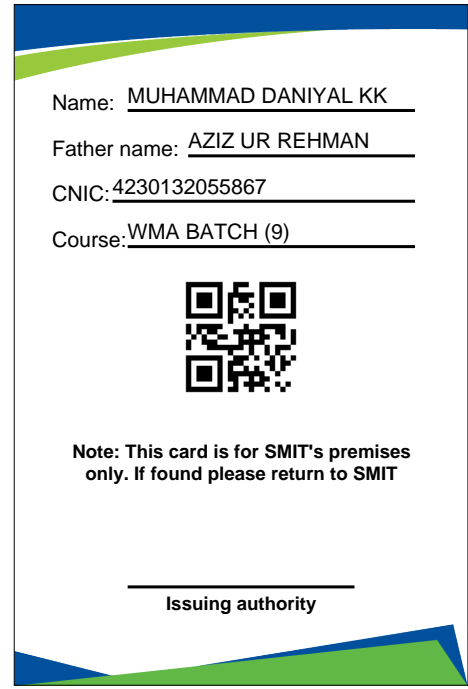 Name: MUHAMMAD DANIYAL KK
Father name: AZIZ UR REHMAN
CNIC: 4230132055867
Course: WMA BATCH (9)
Note: This card is for SMIT's premises
only. If found please return to SMIT
Issuing authority